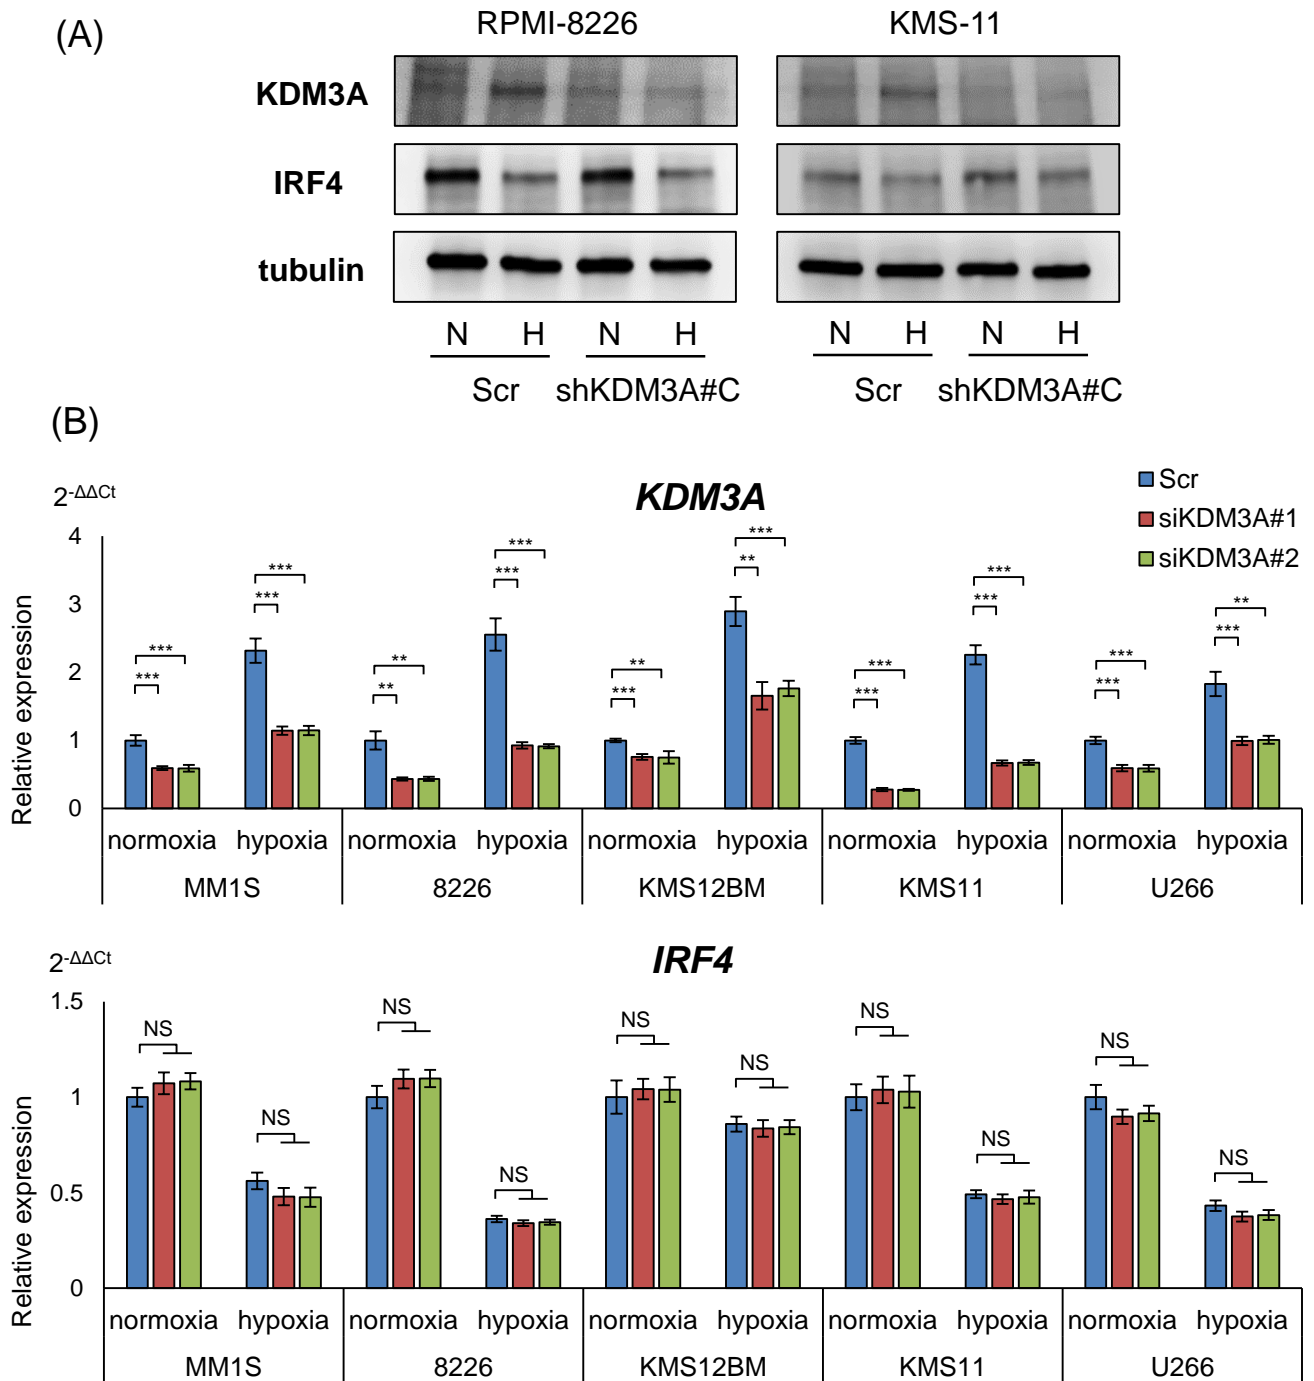 (A)
RPMI-8226 KMS-11
KDM3A
IRF4
tubulin
N H N H N H N H
Scr shKDM3A#C Scr shKDM3A#C
(B)
2-ΔΔCt KDM3A
Scr
siKDM3A#1
siKDM3A#2
Relative expression
4
3
2
1
0
*** *** *** *** ** ** *** *** ** *** *** ** *** *** *** *** *** *** ** ***
normoxia hypoxia normoxia hypoxia normoxia hypoxia normoxia hypoxia normoxia hypoxia
MM1S 8226 KMS12BM KMS11 U266
2-ΔΔCt IRF4
Relative expression
1.5
1
0.5
0
NS NS NS NS NS NS NS NS NS NS
normoxia hypoxia normoxia hypoxia normoxia hypoxia normoxia hypoxia normoxia hypoxia
MM1S 8226 KMS12BM KMS11 U266